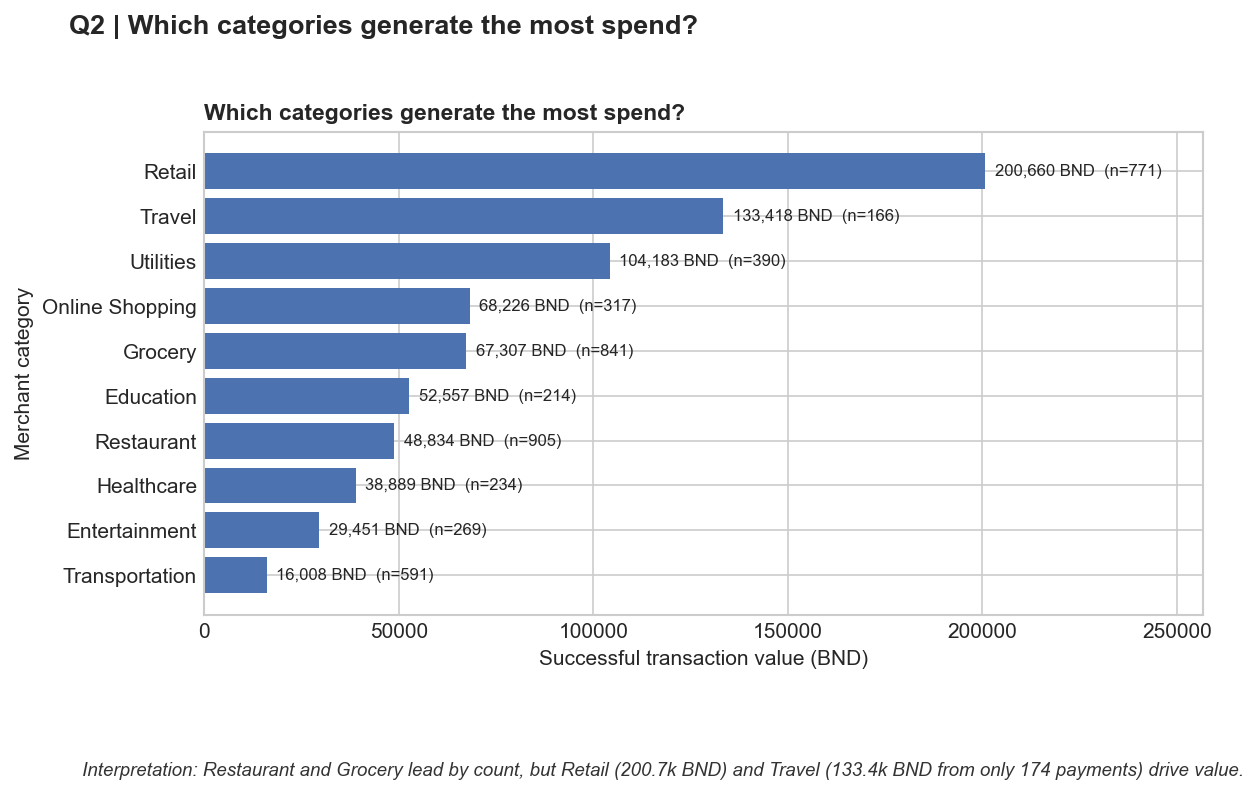 Q2 | Which categories generate the most spend?
Which categories generate the most spend?
Merchant category
Retail 200,660 BND (n=771)
Travel 133,418 BND (n=166)
Utilities 104,183 BND (n=390)
Online Shopping 68,226 BND (n=317)
Grocery 67,307 BND (n=841)
Education 52,557 BND (n=214)
Restaurant 48,834 BND (n=905)
Healthcare 38,889 BND (n=234)
Entertainment 29,451 BND (n=269)
Transportation 16,008 BND (n=591)
0 50000 100000 150000 200000 250000
Successful transaction value (BND)
Interpretation: Restaurant and Grocery lead by count, but Retail (200.7k BND) and Travel (133.4k BND from only 174 payments) drive value.